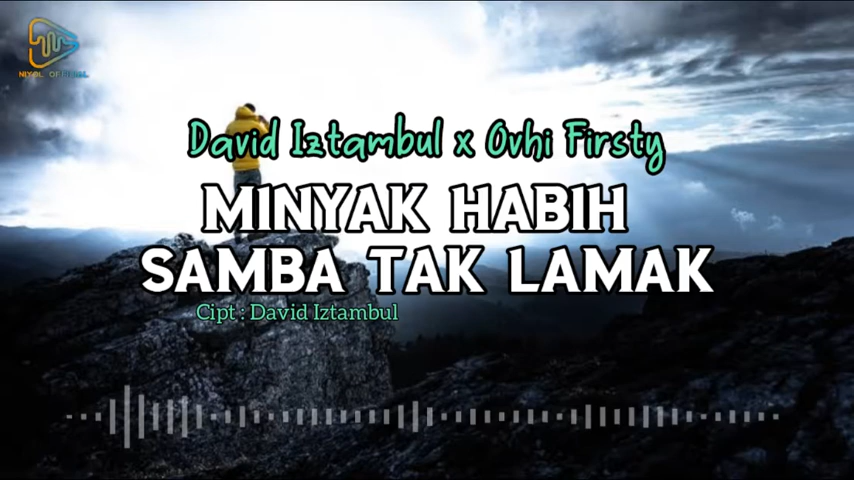 David Iztambul x Ovhi Firsty
MINYAK HABIH
SAMBA TAK LAMAK
Cipt : David Iztambul